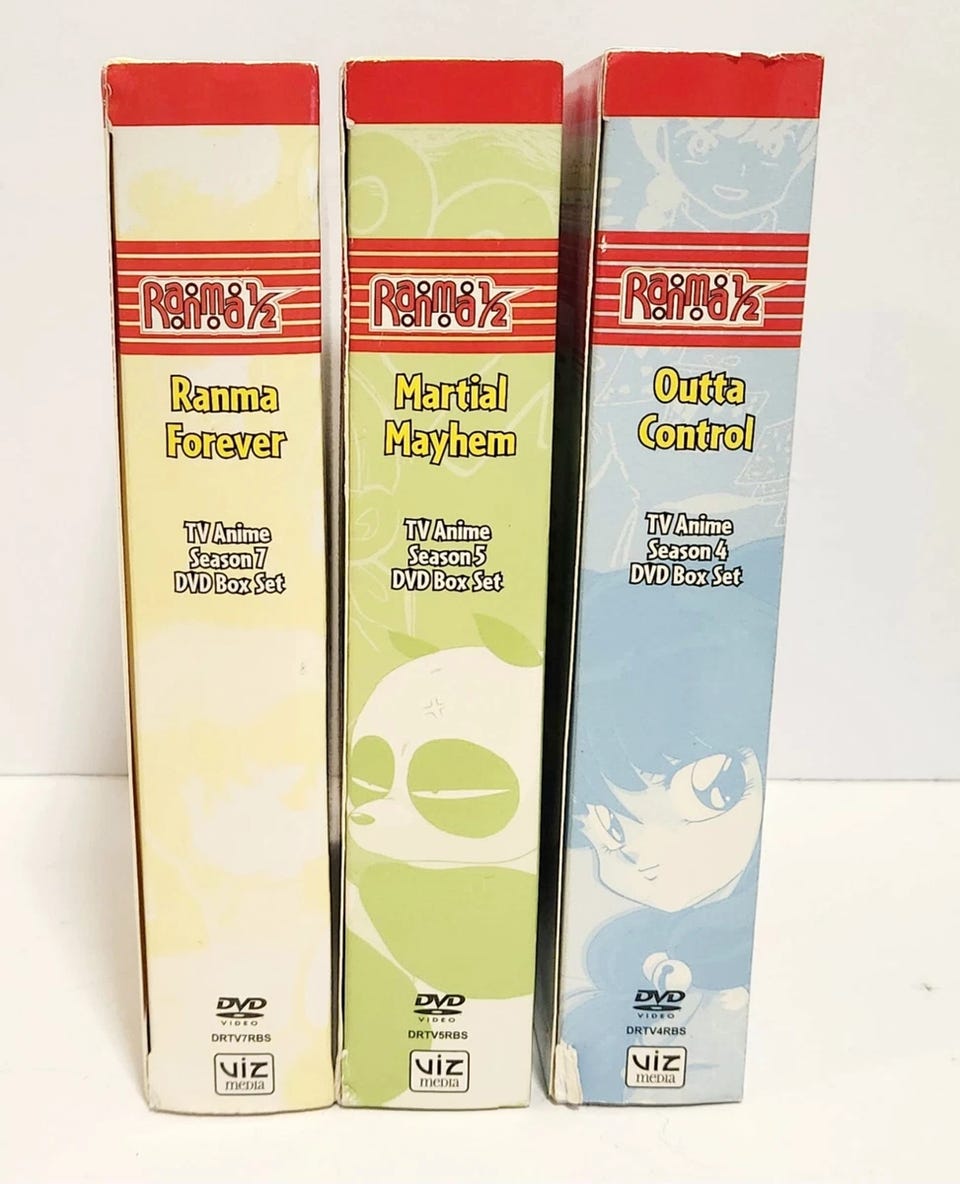 Ranma ½
Ranma
Forever
TV Anime
Season 7
DVD Box Set
DVD
VIDEO
DRTV7RBS
VIZ
media
Ranma ½
Martial
Mayhem
TV Anime
Season 5
DVD Box Set
DVD
VIDEO
DRTV5RBS
VIZ
media
Ranma ½
Outta
Control
TV Anime
Season 4
DVD Box Set
DVD
VIDEO
DRTV4RBS
VIZ
media